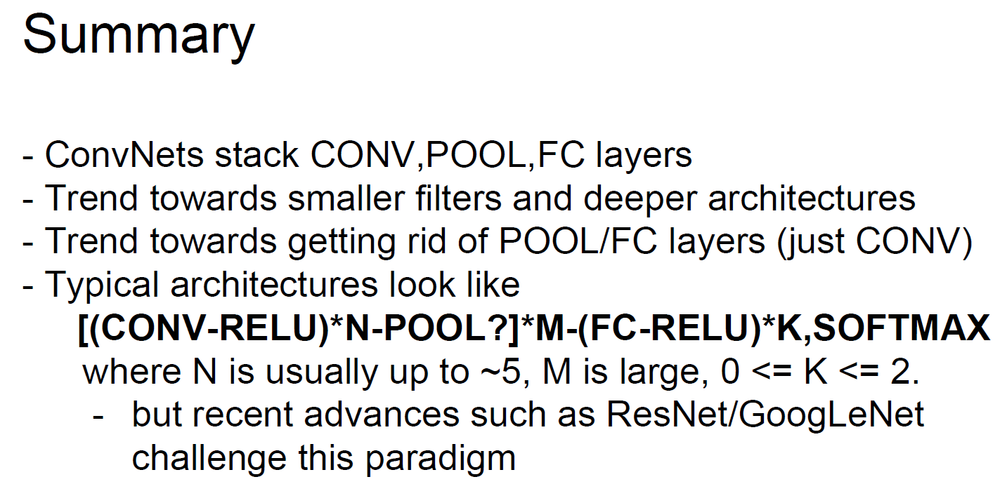 Summary
- ConvNets stack CONV,POOL,FC layers
- Trend towards smaller filters and deeper architectures
- Trend towards getting rid of POOL/FC layers (just CONV)
- Typical architectures look like
[(CONV-RELU)*N-POOL?]*M-(FC-RELU)*K,SOFTMAX
where N is usually up to ~5, M is large, 0 <= K <= 2.
- but recent advances such as ResNet/GoogLeNet
challenge this paradigm